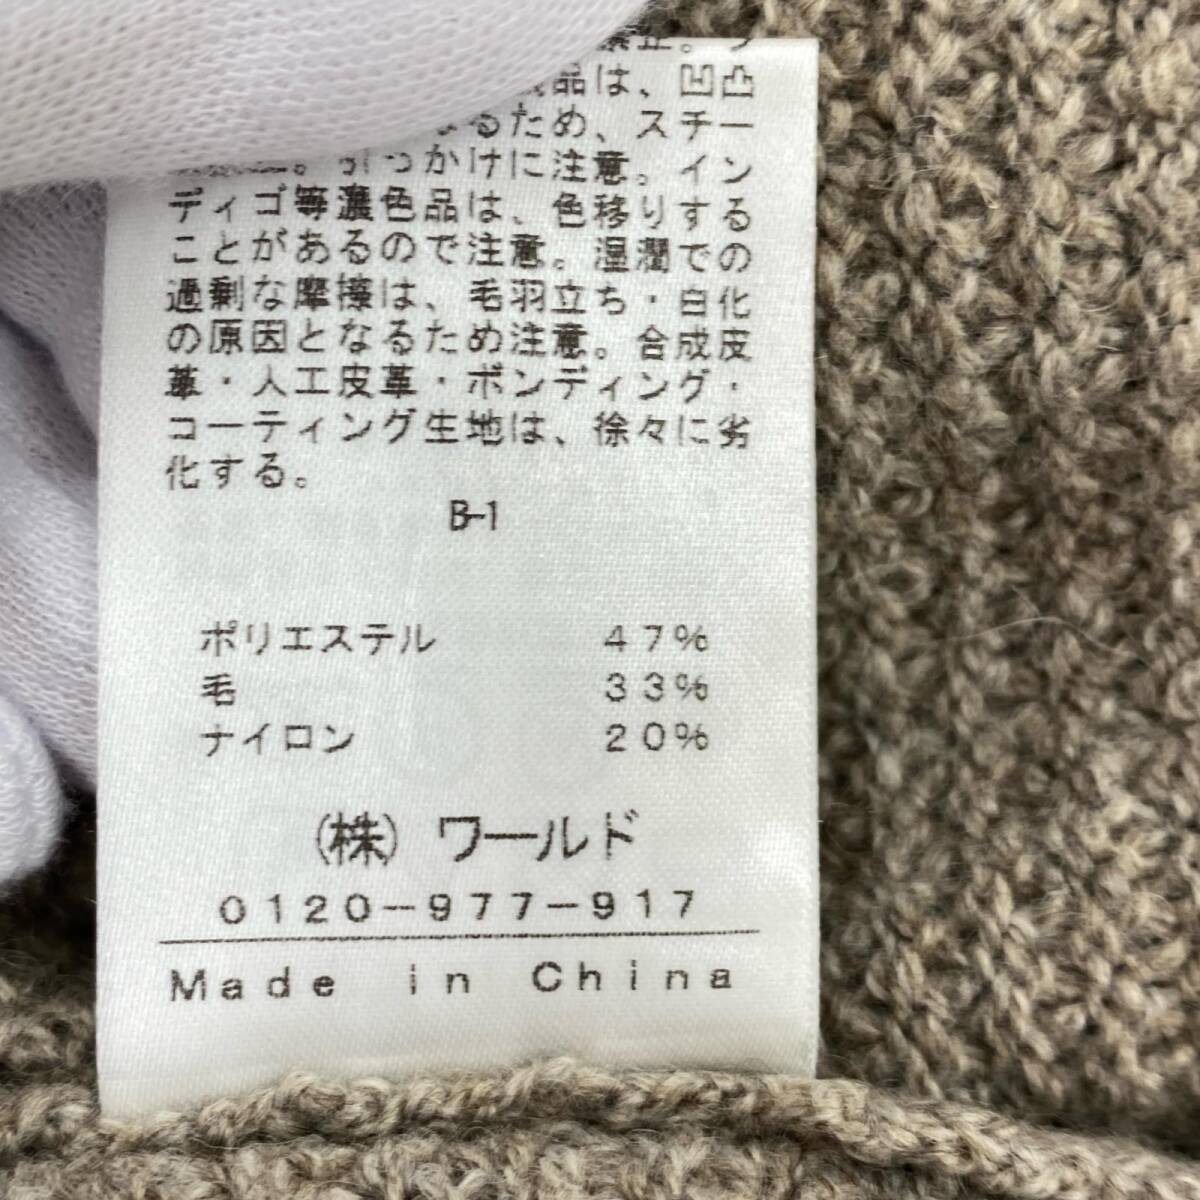 禁止。ラ
品は、凹凸
なるため、スチー
。引っかけに注意。イン
ディゴ等濃色品は、色移りする
ことがあるので注意。湿潤での
過剰な摩擦は、毛羽立ち・白化
の原因となるため注意。合成皮
革・人工皮革・ボンディング・
コーティング生地は、徐々に劣
化する。
B-1
ポリエステル 47%
毛 33%
ナイロン 20%
(株) ワールド
0120-977-917
Made in China